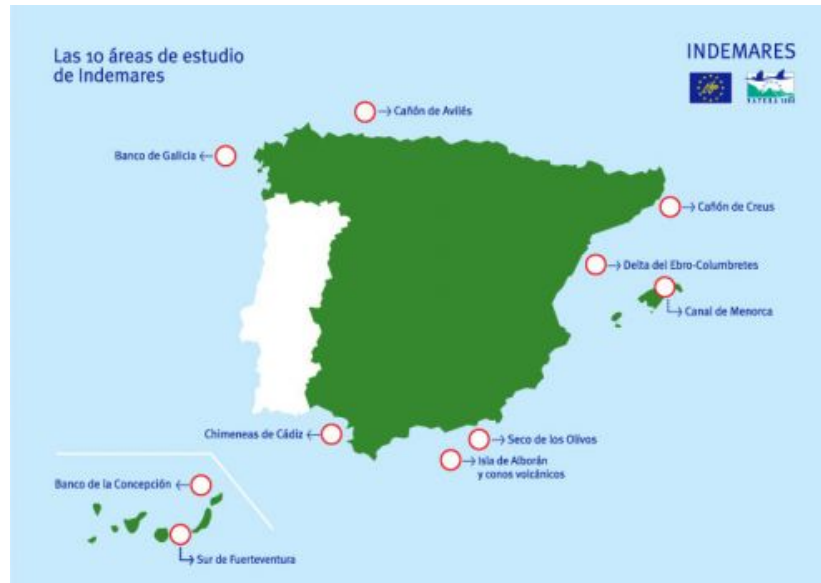 Las 10 áreas de estudio
de Indemares
INDEMARES
NATURA 2000
Cañón de Avilés
Banco de Galicia
Cañón de Creus
Delta del Ebro-Columbretes
Canal de Menorca
Chimeneas de Cádiz
Seco de los Olivos
Isla de Alborán
y conos volcánicos
Banco de la Concepción
Sur de Fuerteventura